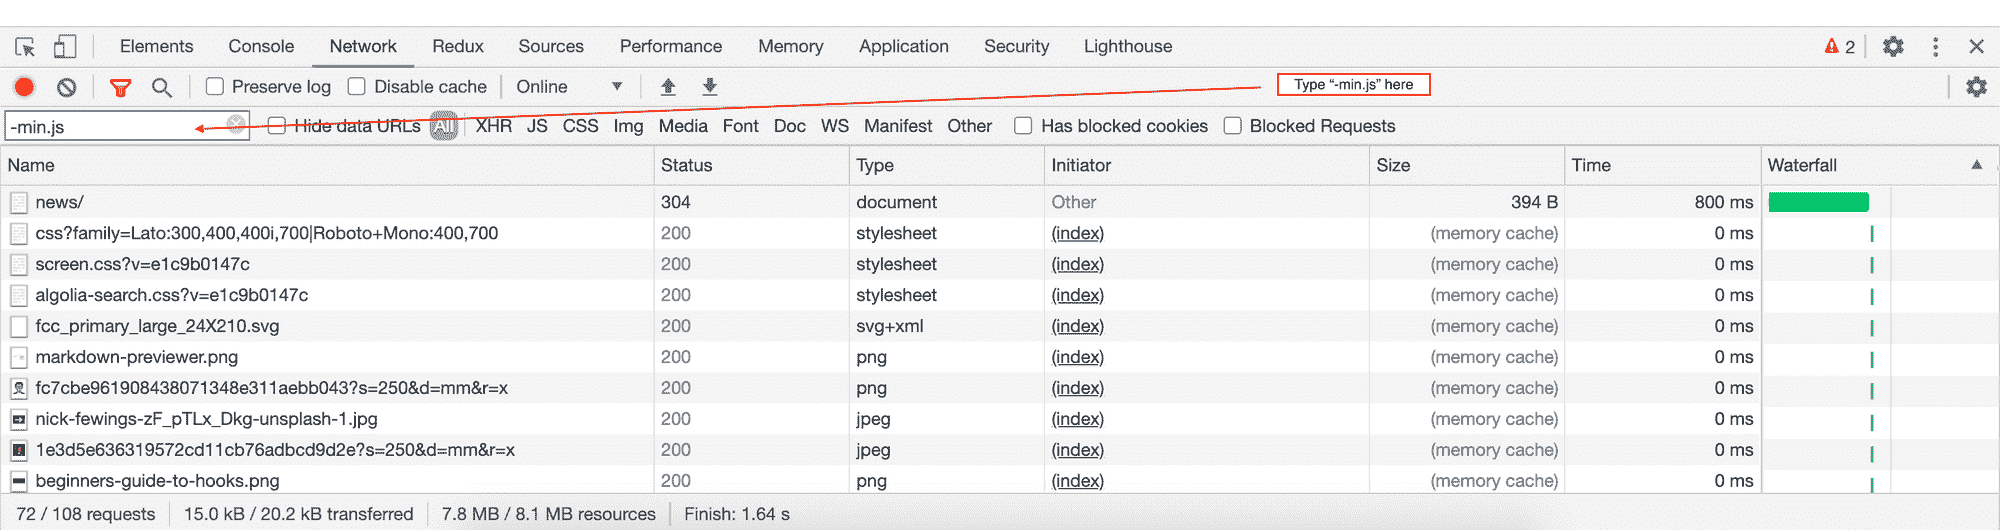 Elements Console Network Redux Sources Performance Memory Application Security Lighthouse 2
Preserve log Disable cache Online Type “-min.js” here
-min.js Hide data URLs All XHR JS CSS Img Media Font Doc WS Manifest Other Has blocked cookies Blocked Requests
Name Status Type Initiator Size Time Waterfall
news/ 304 document Other 394 B 800 ms
css?family=Lato:300,400,400i,700|Roboto+Mono:400,700 200 stylesheet (index) (memory cache) 0 ms
screen.css?v=e1c9b0147c 200 stylesheet (index) (memory cache) 0 ms
algolia-search.css?v=e1c9b0147c 200 stylesheet (index) (memory cache) 0 ms
fcc_primary_large_24X210.svg 200 svg+xml (index) (memory cache) 0 ms
markdown-previewer.png 200 png (index) (memory cache) 0 ms
fc7cbe961908438071348e311aebb043?s=250&d=mm&r=x 200 png (index) (memory cache) 0 ms
nick-fewings-zF_pTLx_Dkg-unsplash-1.jpg 200 jpeg (index) (memory cache) 0 ms
1e3d5e636319572cd11cb76adbcd9d2e?s=250&d=mm&r=x 200 jpeg (index) (memory cache) 0 ms
beginners-guide-to-hooks.png 200 png (index) (memory cache) 0 ms
72 / 108 requests 15.0 kB / 20.2 kB transferred 7.8 MB / 8.1 MB resources Finish: 1.64 s